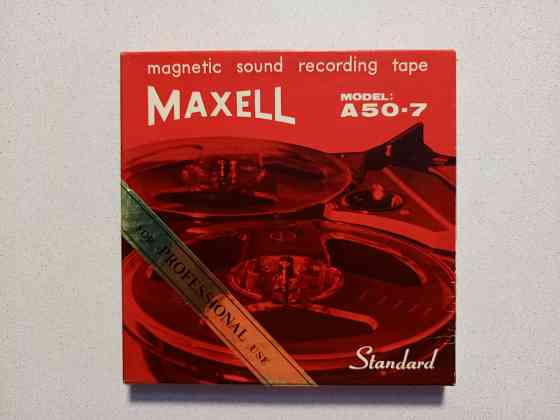 magnetic sound recording tape
MAXELL
MODEL:
A50-7
FOR PROFESSIONAL USE
Standard